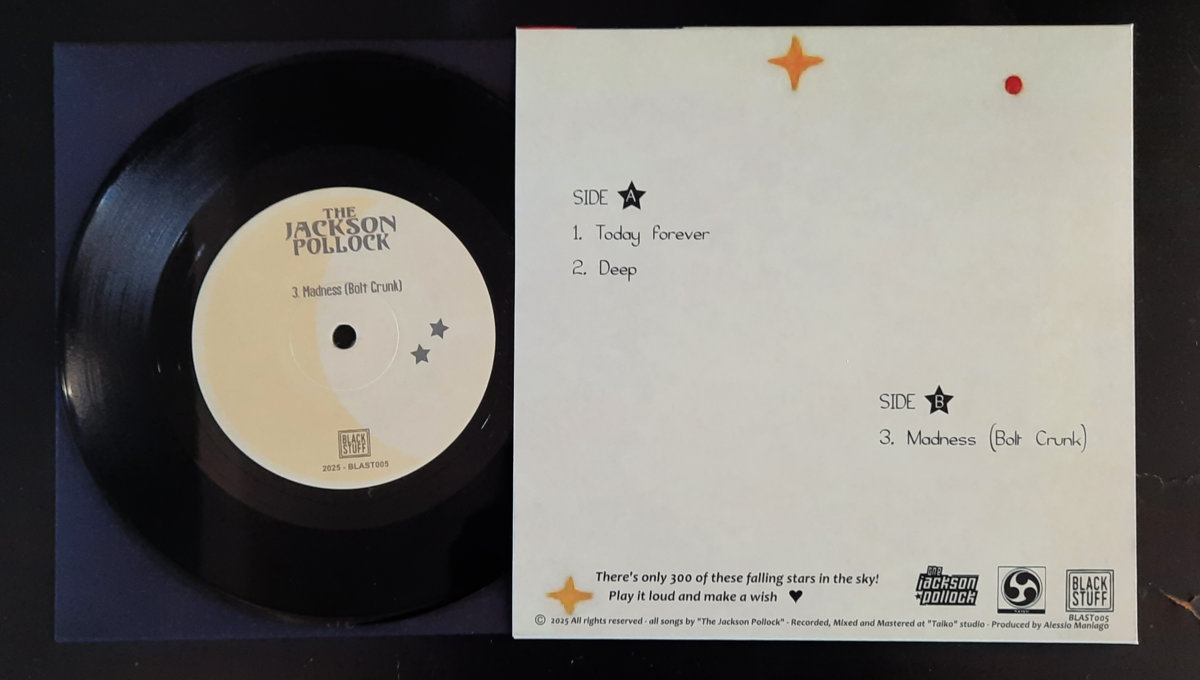 THE
JACKSON
POLLOCK
3. Madness (Bolt Crunk)
BLACK
STUFF
2025 - BLAST005
SIDE A
1. Today forever
2. Deep
SIDE B
3. Madness (Bolt Crunk)
There's only 300 of these falling stars in the sky!
Play it loud and make a wish ♥
the
jackson
pollock
BLACK
STUFF
BLAST005
© 2025 All rights reserved - all songs by "The Jackson Pollock" - Recorded, Mixed and Mastered at "Taiko" studio - Produced by Alessio Maniago